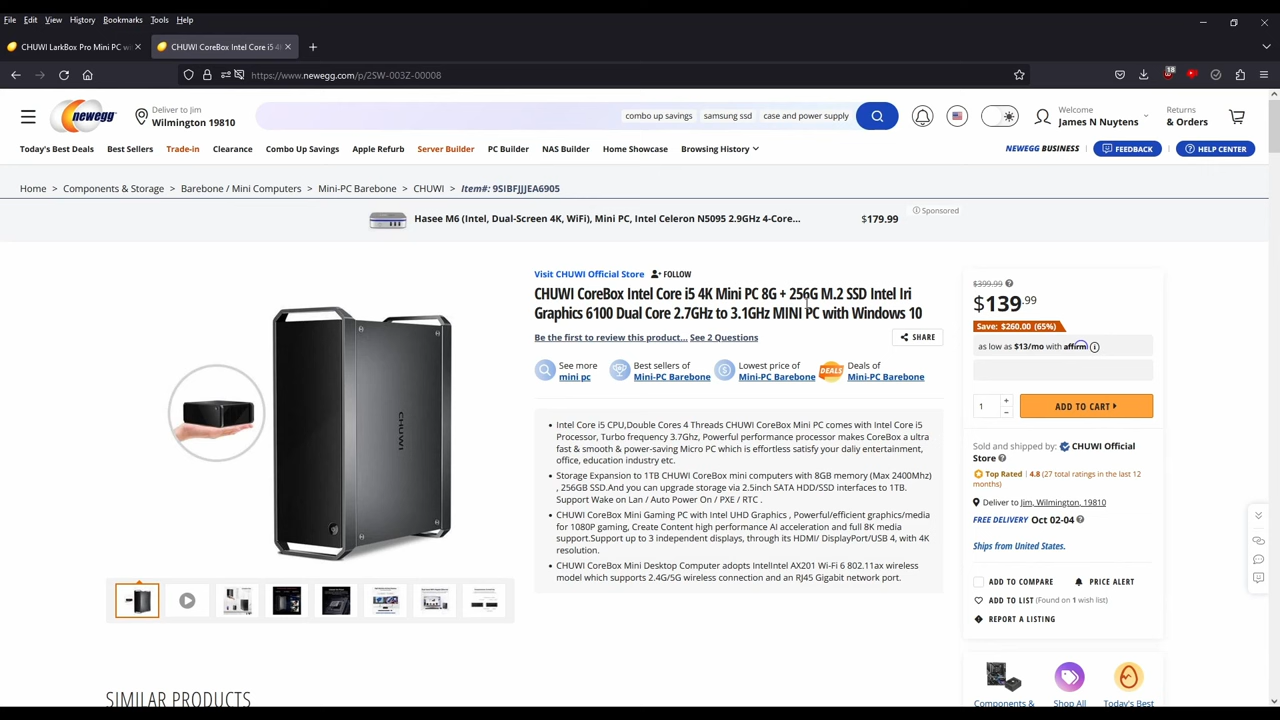 File Edit View History Bookmarks Tools Help
CHUWI LarkBox Pro Mini PC w
CHUWI CoreBox Intel Core i5 4
https://www.newegg.com/p/2SW-003Z-00008
18
newegg
Deliver to Jim
Wilmington 19810
combo up savings samsung ssd case and power supply
Welcome
James N Nuytens
Returns
& Orders
Today's Best Deals Best Sellers Trade-in Clearance Combo Up Savings Apple Refurb Server Builder PC Builder NAS Builder Home Showcase Browsing History
NEWEGG BUSINESS FEEDBACK HELP CENTER
Home > Components & Storage > Barebone / Mini Computers > Mini-PC Barebone > CHUWI > Item#: 9SIBFJJJEA6905
Hasee M6 (Intel, Dual-Screen 4K, WiFi), Mini PC, Intel Celeron N5095 2.9GHz 4-Core... $179.99 Sponsored
Visit CHUWI Official Store FOLLOW
CHUWI CoreBox Intel Core i5 4K Mini PC 8G + 256G M.2 SSD Intel Iri
Graphics 6100 Dual Core 2.7GHz to 3.1GHz MINI PC with Windows 10
Be the first to review this product... See 2 Questions
SHARE
See more
mini pc
Best sellers of
Mini-PC Barebone
Lowest price of
Mini-PC Barebone
DEALS
Deals of
Mini-PC Barebone
• Intel Core i5 CPU,Double Cores 4 Threads CHUWI CoreBox Mini PC comes with Intel Core i5
Processor, Turbo frequency 3.7Ghz, Powerful performance processor makes CoreBox a ultra
fast & smooth & power-saving Micro PC which is effortless satisfy your daliy entertainment,
office, education industry etc.
• Storage Expansion to 1TB CHUWI CoreBox mini computers with 8GB memory (Max 2400Mhz)
, 256GB SSD.And you can upgrade storage via 2.5inch SATA HDD/SSD interfaces to 1TB.
Support Wake on Lan / Auto Power On / PXE / RTC .
• CHUWI CoreBox Mini Gaming PC with Intel UHD Graphics , Powerful/efficient graphics/media
for 1080P gaming, Create Content high performance AI acceleration and full 8K media
support.Support up to 3 independent displays, through its HDMI/ DisplayPort/USB 4, with 4K
resolution.
• CHUWI CoreBox Mini Desktop Computer adopts IntelIntel AX201 Wi-Fi 6 802.11ax wireless
model which supports 2.4G/5G wireless connection and an RJ45 Gigabit network port.
CHUWI
$399.99
$139.99
Save: $260.00 (65%)
as low as $13/mo with affirm
1
ADD TO CART
Sold and shipped by: CHUWI Official
Store
Top Rated | 4.8 (27 total ratings in the last 12
months)
Deliver to Jim, Wilmington, 19810
FREE DELIVERY Oct 02-04
Ships from United States.
ADD TO COMPARE PRICE ALERT
ADD TO LIST (Found on 1 wish list)
REPORT A LISTING
Components &
Shop All
Today's Best
SIMILAR PRODUCTS